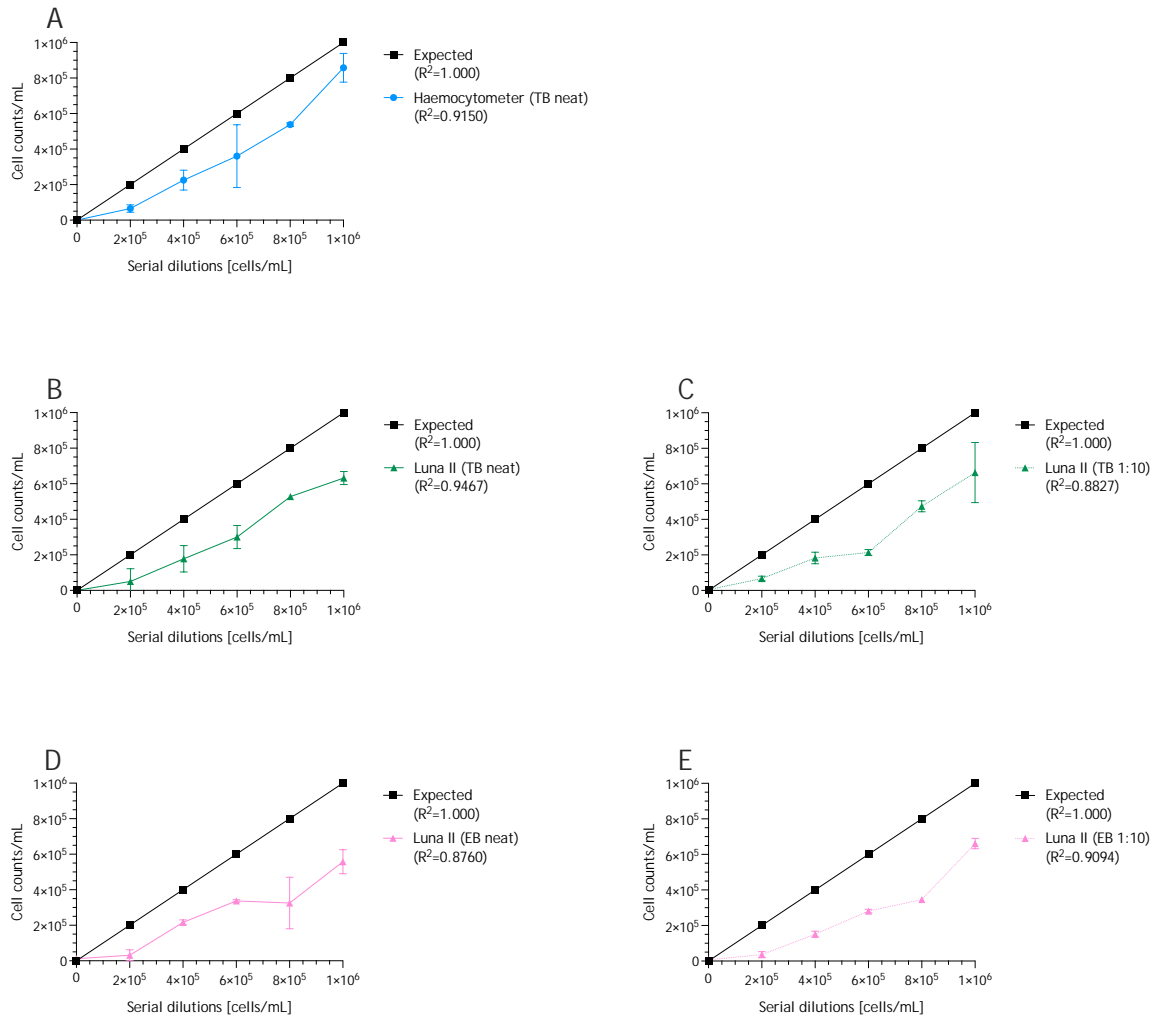 A
1×10⁶
8×10⁵
6×10⁵
4×10⁵
2×10⁵
0
Cell counts/mL
0 2×10⁵ 4×10⁵ 6×10⁵ 8×10⁵ 1×10⁶
Serial dilutions [cells/mL]
Expected
(R²=1.000)
Haemocytometer (TB neat)
(R²=0.9150)
B
1×10⁶
8×10⁵
6×10⁵
4×10⁵
2×10⁵
0
Cell counts/mL
0 2×10⁵ 4×10⁵ 6×10⁵ 8×10⁵ 1×10⁶
Serial dilutions [cells/mL]
Expected
(R²=1.000)
Luna II (TB neat)
(R²=0.9467)
C
1×10⁶
8×10⁵
6×10⁵
4×10⁵
2×10⁵
0
Cell counts/mL
0 2×10⁵ 4×10⁵ 6×10⁵ 8×10⁵ 1×10⁶
Serial dilutions [cells/mL]
Expected
(R²=1.000)
Luna II (TB 1:10)
(R²=0.8827)
D
1×10⁶
8×10⁵
6×10⁵
4×10⁵
2×10⁵
0
Cell counts/mL
0 2×10⁵ 4×10⁵ 6×10⁵ 8×10⁵ 1×10⁶
Serial dilutions [cells/mL]
Expected
(R²=1.000)
Luna II (EB neat)
(R²=0.8760)
E
1×10⁶
8×10⁵
6×10⁵
4×10⁵
2×10⁵
0
Cell counts/mL
0 2×10⁵ 4×10⁵ 6×10⁵ 8×10⁵ 1×10⁶
Serial dilutions [cells/mL]
Expected
(R²=1.000)
Luna II (EB 1:10)
(R²=0.9094)